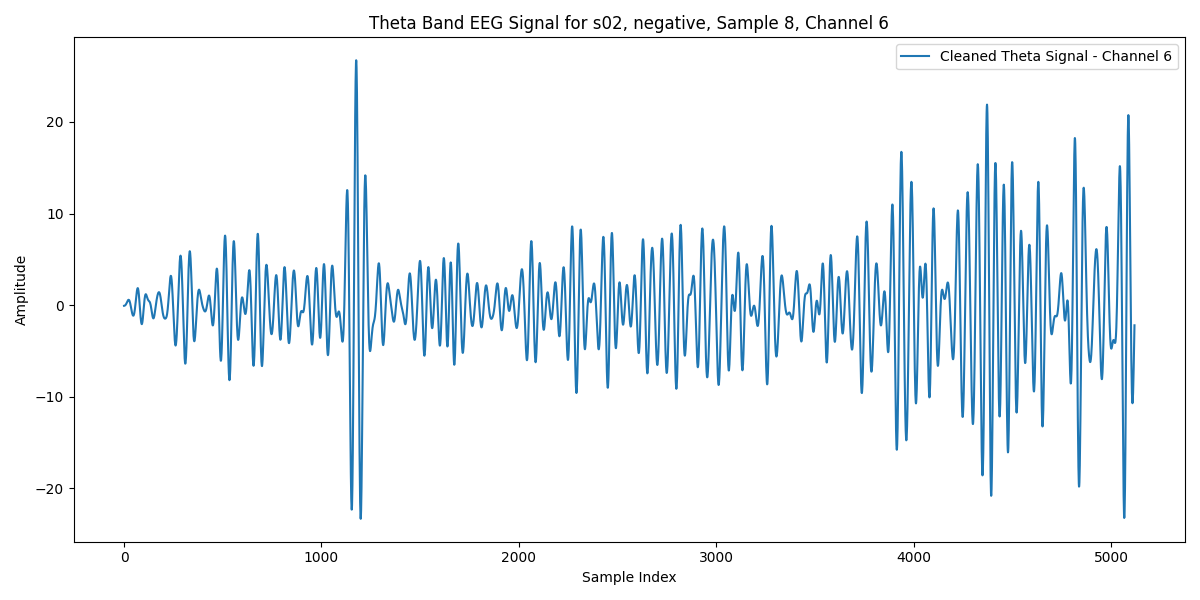 Theta Band EEG Signal for s02, negative, Sample 8, Channel 6
Cleaned Theta Signal - Channel 6
Amplitude
20
10
0
−10
−20
0 1000 2000 3000 4000 5000
Sample Index